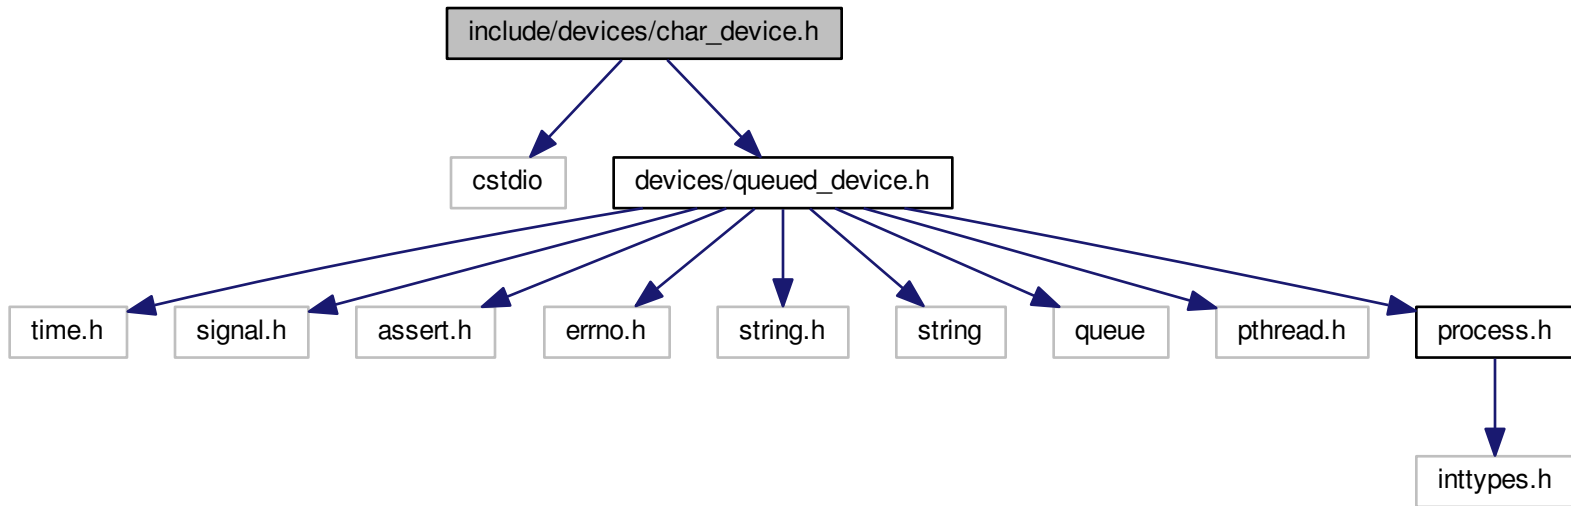 include/devices/char_device.h
cstdio
devices/queued_device.h
time.h
signal.h
assert.h
errno.h
string.h
string
queue
pthread.h
process.h
inttypes.h